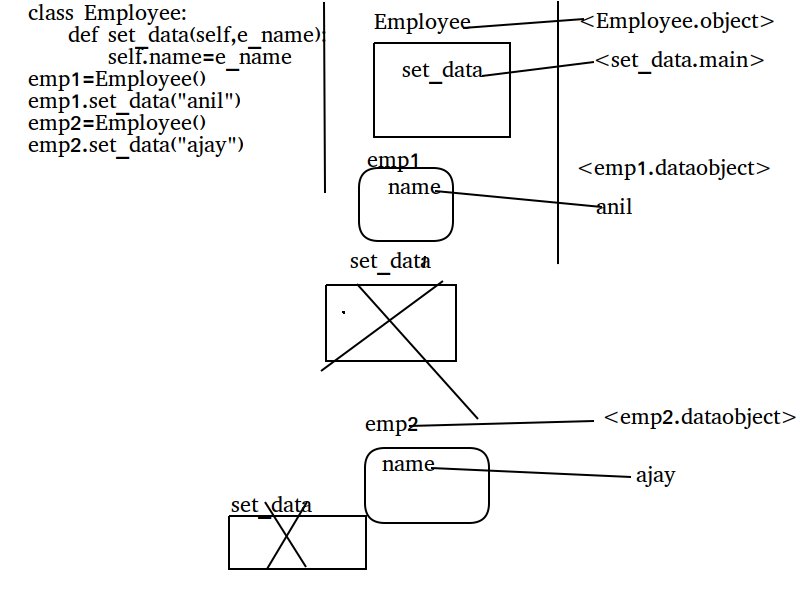 class Employee:
def set_data(self,e_name):
self.name=e_name
emp1=Employee()
emp1.set_data("anil")
emp2=Employee()
emp2.set_data("ajay")
Employee
<Employee.object>
set_data
<set_data.main>
emp1
<emp1.dataobject>
name
anil
set_data
emp2
<emp2.dataobject>
name
ajay
set_data